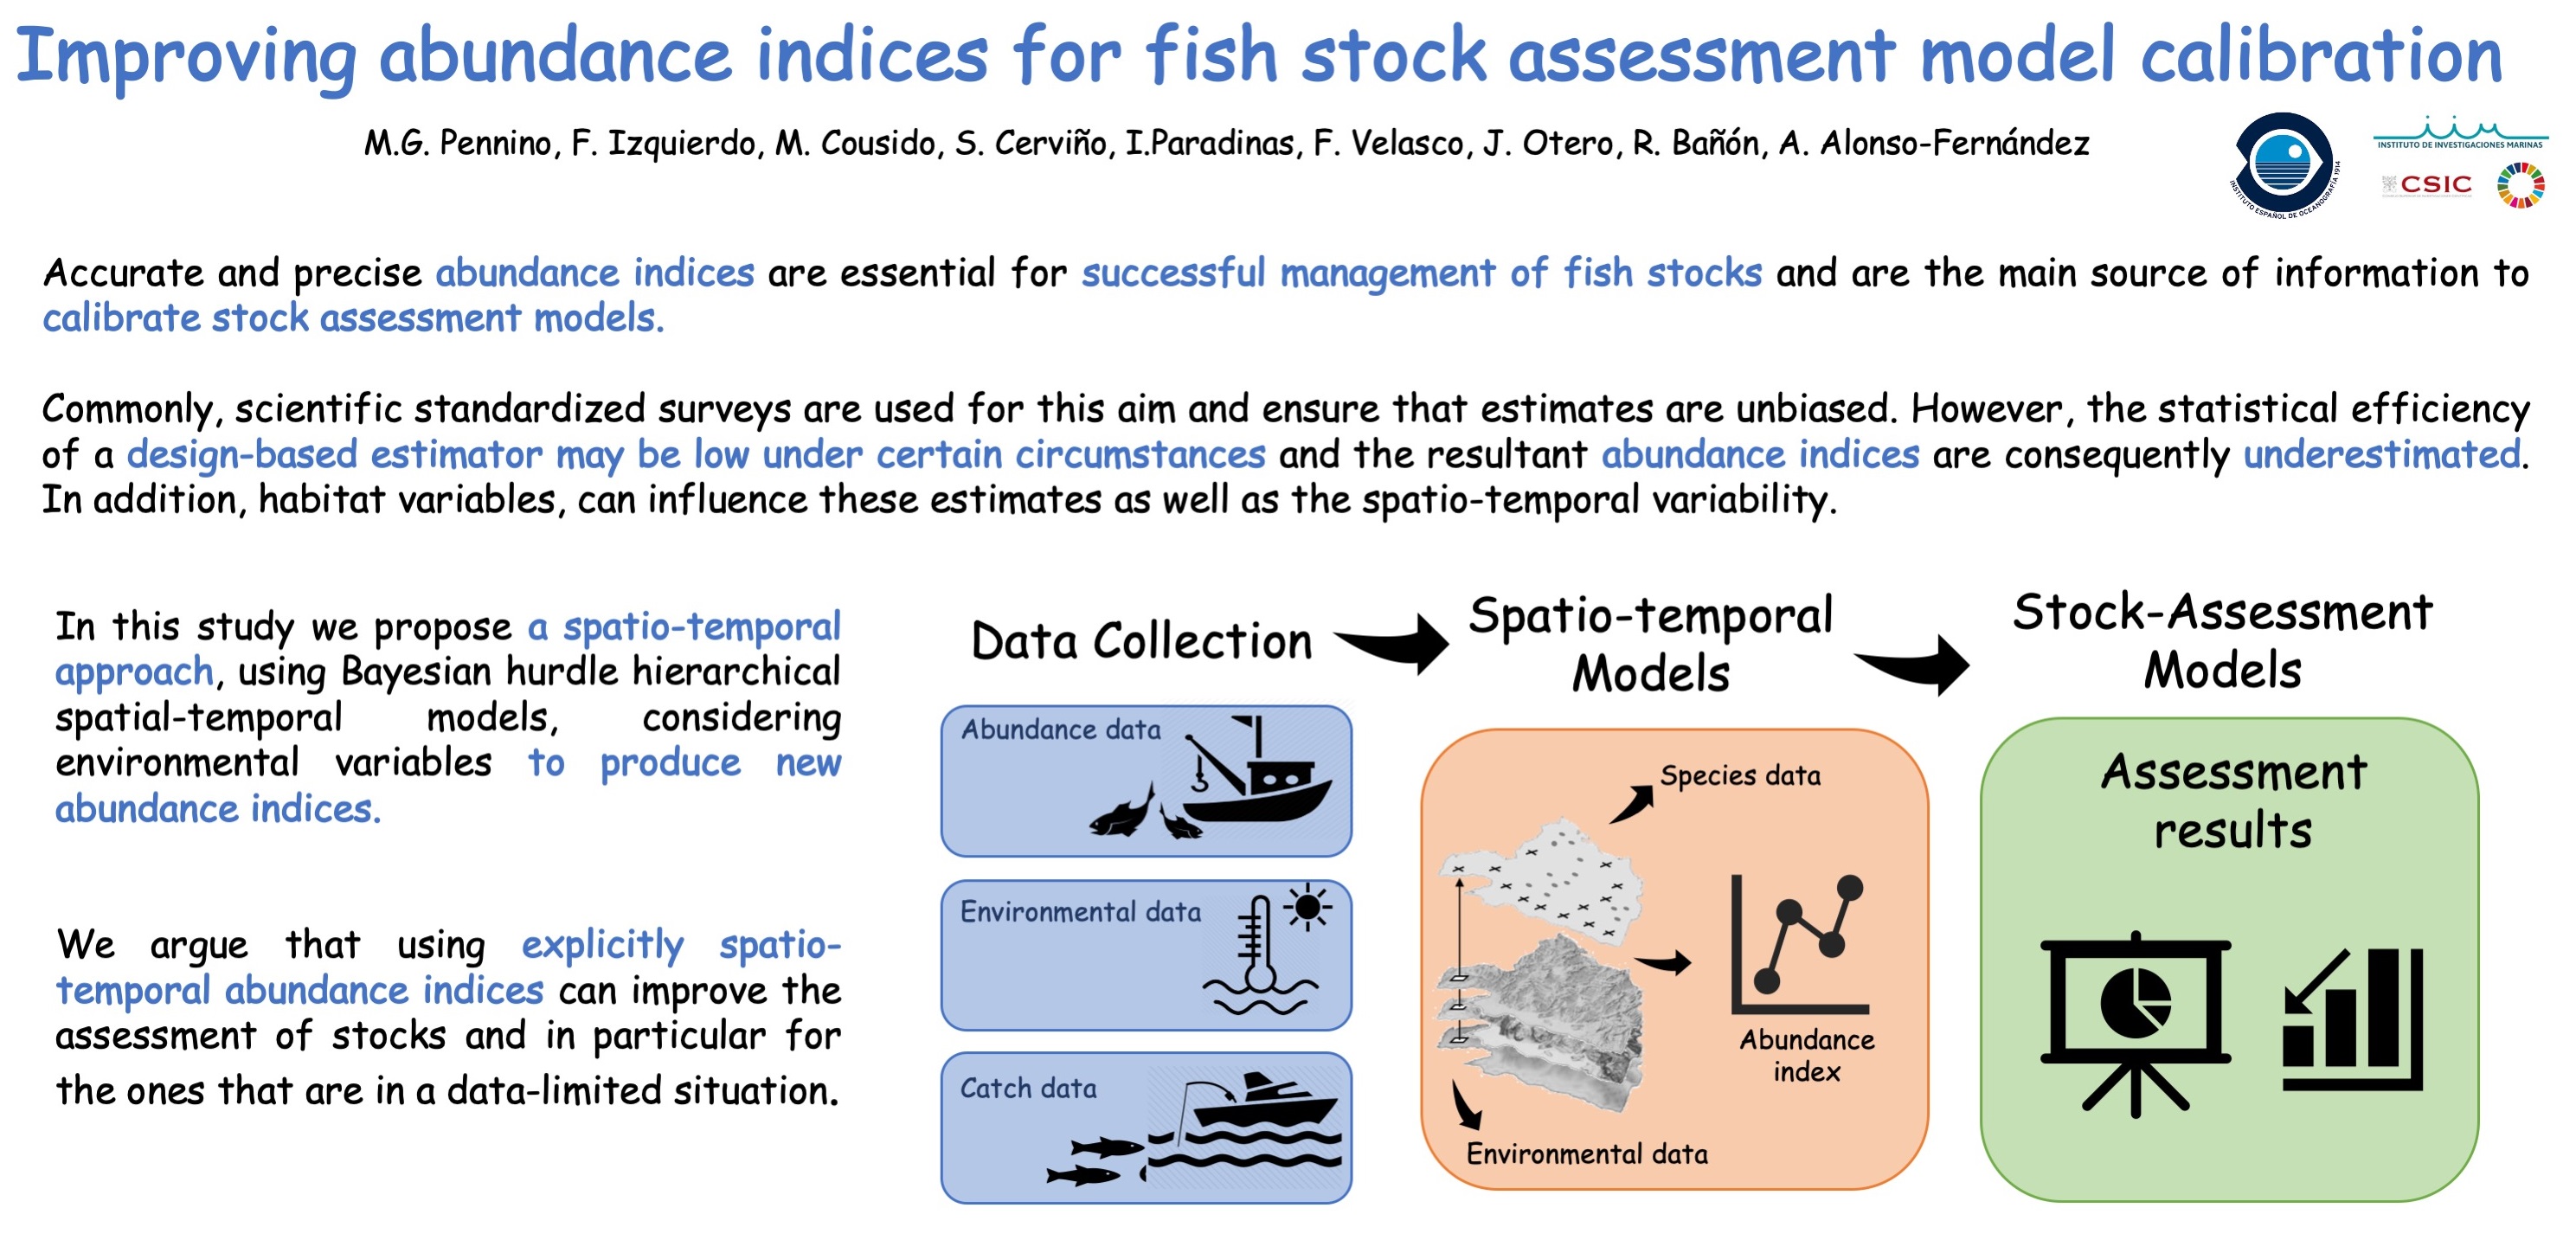 Improving abundance indices for fish stock assessment model calibration
M.G. Pennino, F. Izquierdo, M. Cousido, S. Cerviño, I.Paradinas, F. Velasco, J. Otero, R. Bañón, A. Alonso-Fernández
INSTITUTO ESPAÑOL DE OCEANOGRAFÍA 1914
iim
INSTITUTO DE INVESTIGACIONES MARINAS
CSIC
Accurate and precise abundance indices are essential for successful management of fish stocks and are the main source of information to
calibrate stock assessment models.
Commonly, scientific standardized surveys are used for this aim and ensure that estimates are unbiased. However, the statistical efficiency
of a design-based estimator may be low under certain circumstances and the resultant abundance indices are consequently underestimated.
In addition, habitat variables, can influence these estimates as well as the spatio-temporal variability.
In this study we propose a spatio-temporal
approach, using Bayesian hurdle hierarchical
spatial-temporal models, considering
environmental variables to produce new
abundance indices.
We argue that using explicitly spatio-
temporal abundance indices can improve the
assessment of stocks and in particular for
the ones that are in a data-limited situation.
Data Collection
Abundance data
Environmental data
Catch data
Spatio-temporal
Models
Species data
Abundance
index
Environmental data
Stock-Assessment
Models
Assessment
results